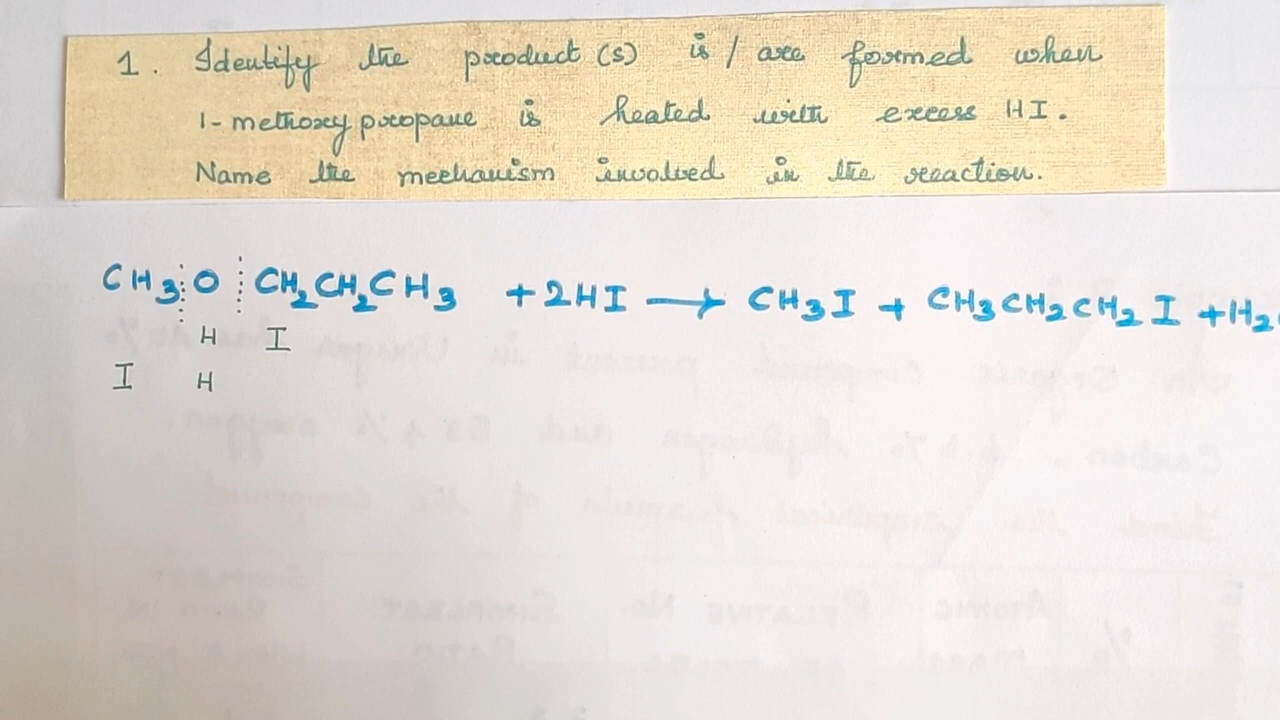 1. Identify the product (s) is / are formed when
1- methoxy propane is heated with excess HI.
Name the mechanism involved in the reaction.
CH3 O CH2CH2CH3 +2HI → CH3I + CH3CH2CH2 I +H2
H I
I H